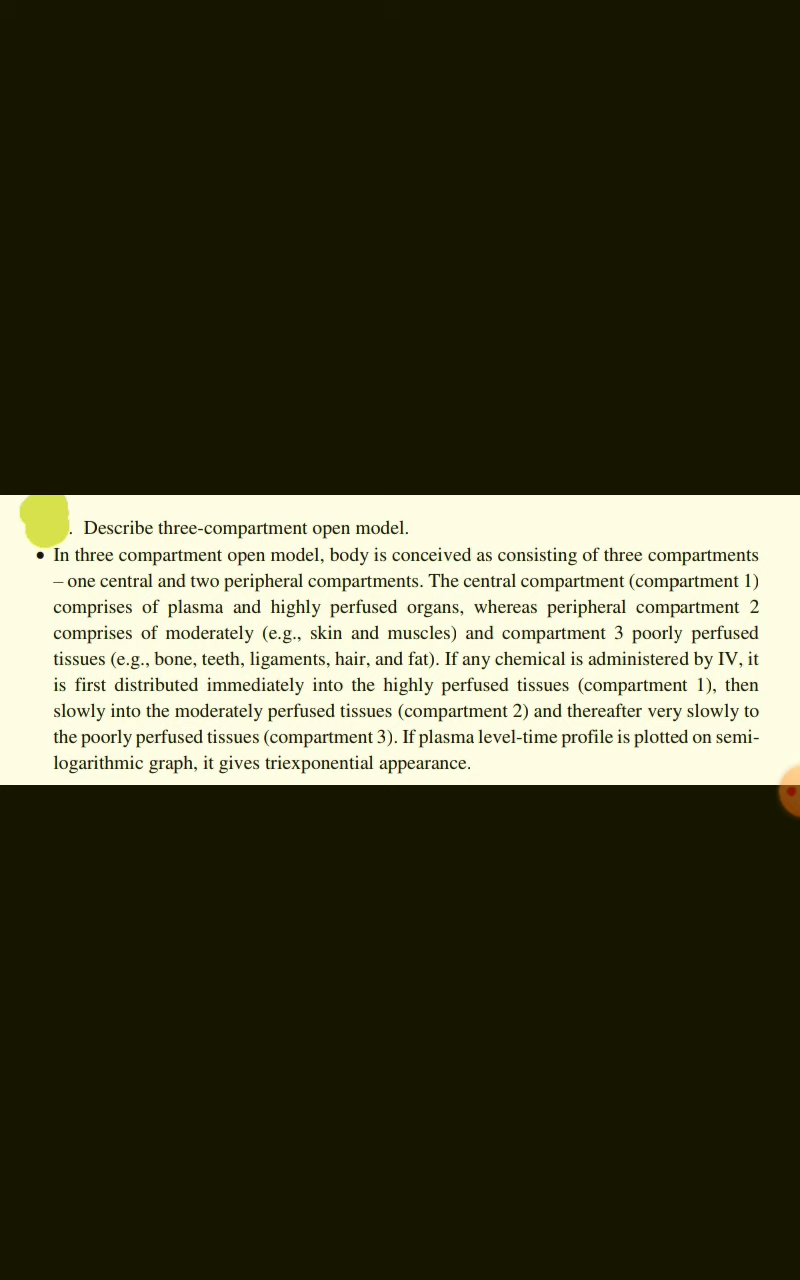 . Describe three-compartment open model.
• In three compartment open model, body is conceived as consisting of three compartments
– one central and two peripheral compartments. The central compartment (compartment 1)
comprises of plasma and highly perfused organs, whereas peripheral compartment 2
comprises of moderately (e.g., skin and muscles) and compartment 3 poorly perfused
tissues (e.g., bone, teeth, ligaments, hair, and fat). If any chemical is administered by IV, it
is first distributed immediately into the highly perfused tissues (compartment 1), then
slowly into the moderately perfused tissues (compartment 2) and thereafter very slowly to
the poorly perfused tissues (compartment 3). If plasma level-time profile is plotted on semi-
logarithmic graph, it gives triexponential appearance.